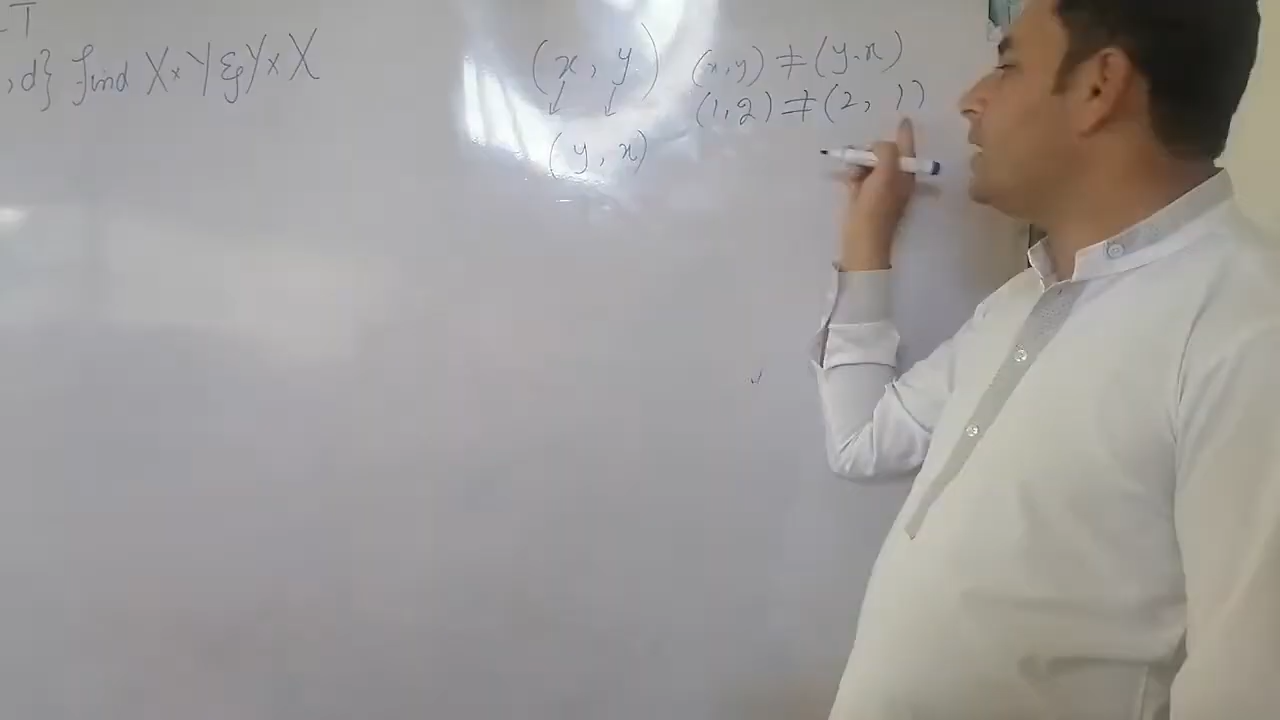 -T
,d} find X×Y & Y×X
(x, y)
(y, x)
(x,y) ≠ (y.x)
(1,2) ≠ (2, 1)